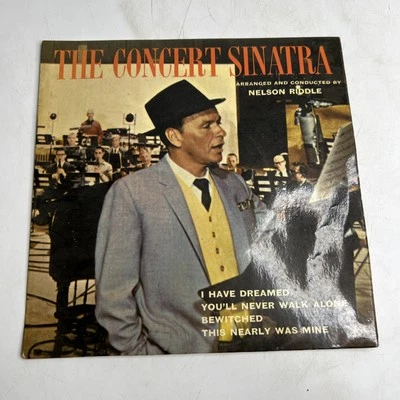 THE CONCERT SINATRA
ARRANGED AND CONDUCTED BY
NELSON RIDDLE
I HAVE DREAMED
YOU'LL NEVER WALK ALONE
BEWITCHED
THIS NEARLY WAS MINE